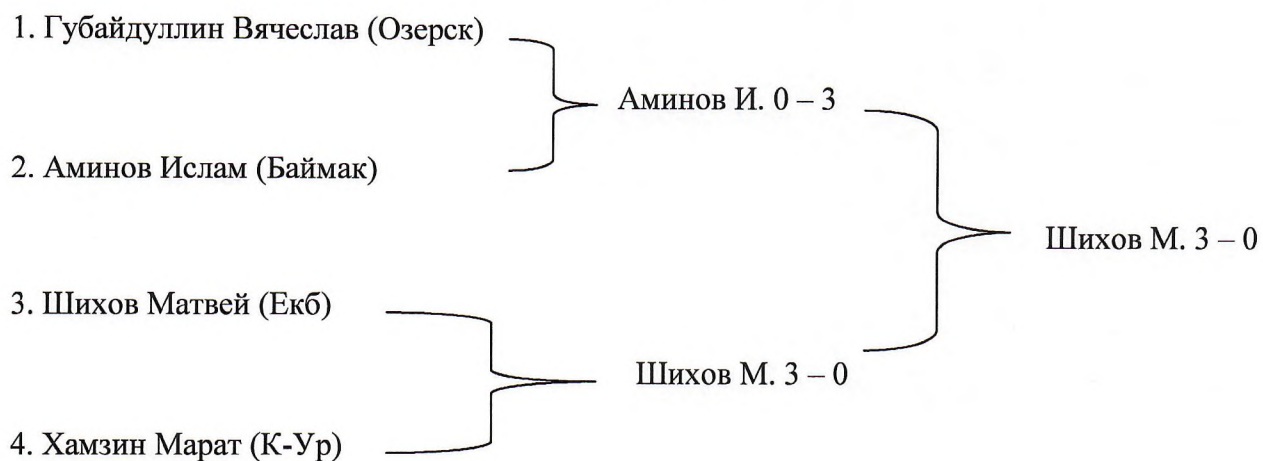 1. Губайдуллин Вячеслав (Озерск)
Аминов И. 0 – 3
2. Аминов Ислам (Баймак)
Шихов М. 3 – 0
3. Шихов Матвей (Екб)
Шихов М. 3 – 0
4. Хамзин Марат (К-Ур)